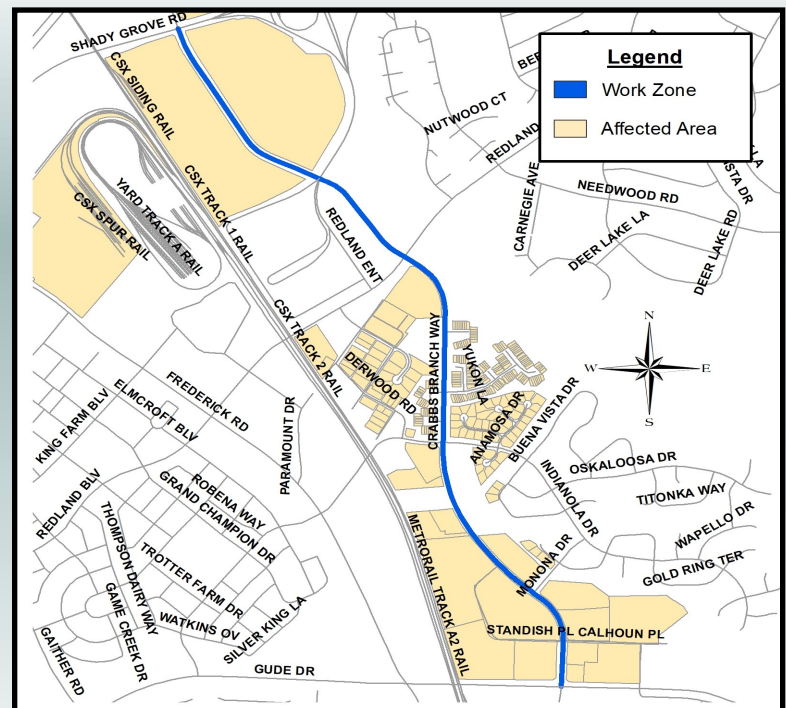 SHADY GROVE RD
CSX SIDING RAIL
Legend
Work Zone
Affected Area
NUTWOOD CT
REDLAND
CARNEGIE AVE
NEEDWOOD RD
DEER LAKE LA
DEER LAKE RD
CSX TRACK 1 RAIL
YARD TRACK A RAIL
CSX SPUR RAIL
REDLAND ENT
CSX TRACK 2 RAIL
N
W
E
S
DERWOOD RD
CRABBS BRANCH WAY
YUKON LA
ANAMOSA DR
BUENA VISTA DR
FREDERICK RD
ELMCROFT BLV
KING FARM BLV
PARAMOUNT DR
INDIANOLA DR
OSKALOOSA DR
TITONKA WAY
WAPELLO DR
GOLD RING TER
REDLAND BLV
ROBENA WAY
GRAND CHAMPION DR
THOMPSON DAIRY WAY
TROTTER FARM DR
GAME CREEK DR
WATKINS OV
SILVER KING LA
GAITHER RD
METRORAIL TRACK A2 RAIL
MONONA DR
STANDISH PL CALHOUN PL
GUDE DR